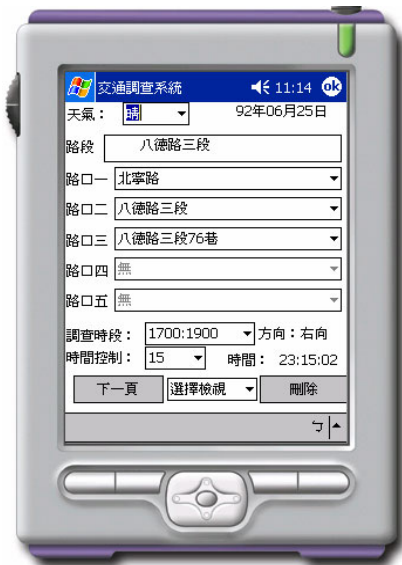 交通調查系統 11:14 ok
天氣： 晴 92年06月25日
路段 八德路三段
路口一 北寧路
路口二 八德路三段
路口三 八德路三段76巷
路口四 無
路口五 無
調查時段： 1700:1900 方向：右向
時間控制： 15 時間： 23:15:02
下一頁 選擇檢視 刪除
ㄅ